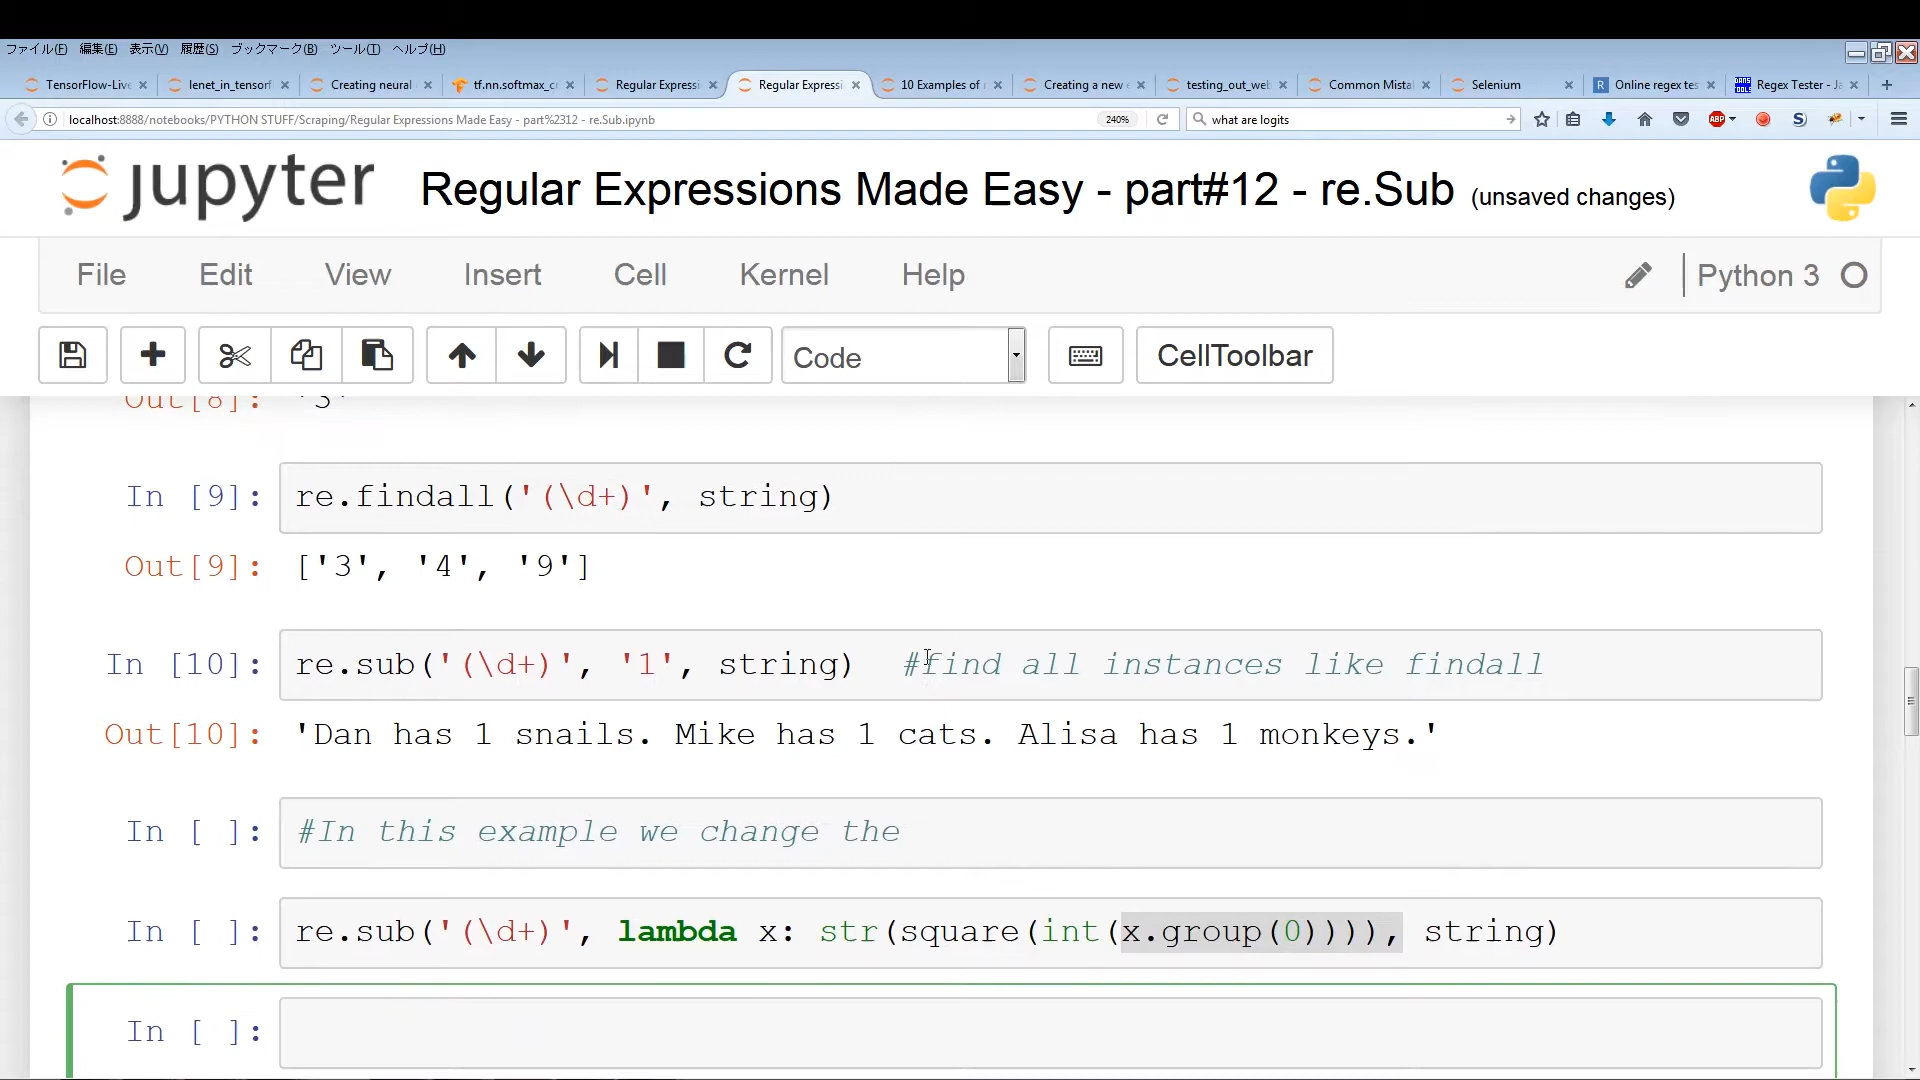 ファイル(F) 編集(E) 表示(V) 履歴(S) ブックマーク(B) ツール(T) ヘルプ(H)
TensorFlow-Live lenet_in_tensorf Creating neural tf.nn.softmax_c Regular Expressi Regular Expressi 10 Examples of Creating a new e testing_out_web Common Mista Selenium Online regex tes Regex Tester - Ja
localhost:8888/notebooks/PYTHON STUFF/Scraping/Regular Expressions Made Easy - part%2312 - re.Sub.ipynb 240% what are logits
jupyter Regular Expressions Made Easy - part#12 - re.Sub (unsaved changes)
File Edit View Insert Cell Kernel Help Python 3
Code CellToolbar
Out[8]: '3'
In [9]: re.findall('(\d+)', string)
Out[9]: ['3', '4', '9']
In [10]: re.sub('(\d+)', '1', string) #find all instances like findall
Out[10]: 'Dan has 1 snails. Mike has 1 cats. Alisa has 1 monkeys.'
In [ ]: #In this example we change the
In [ ]: re.sub('(\d+)', lambda x: str(square(int(x.group(0)))), string)
In [ ]: